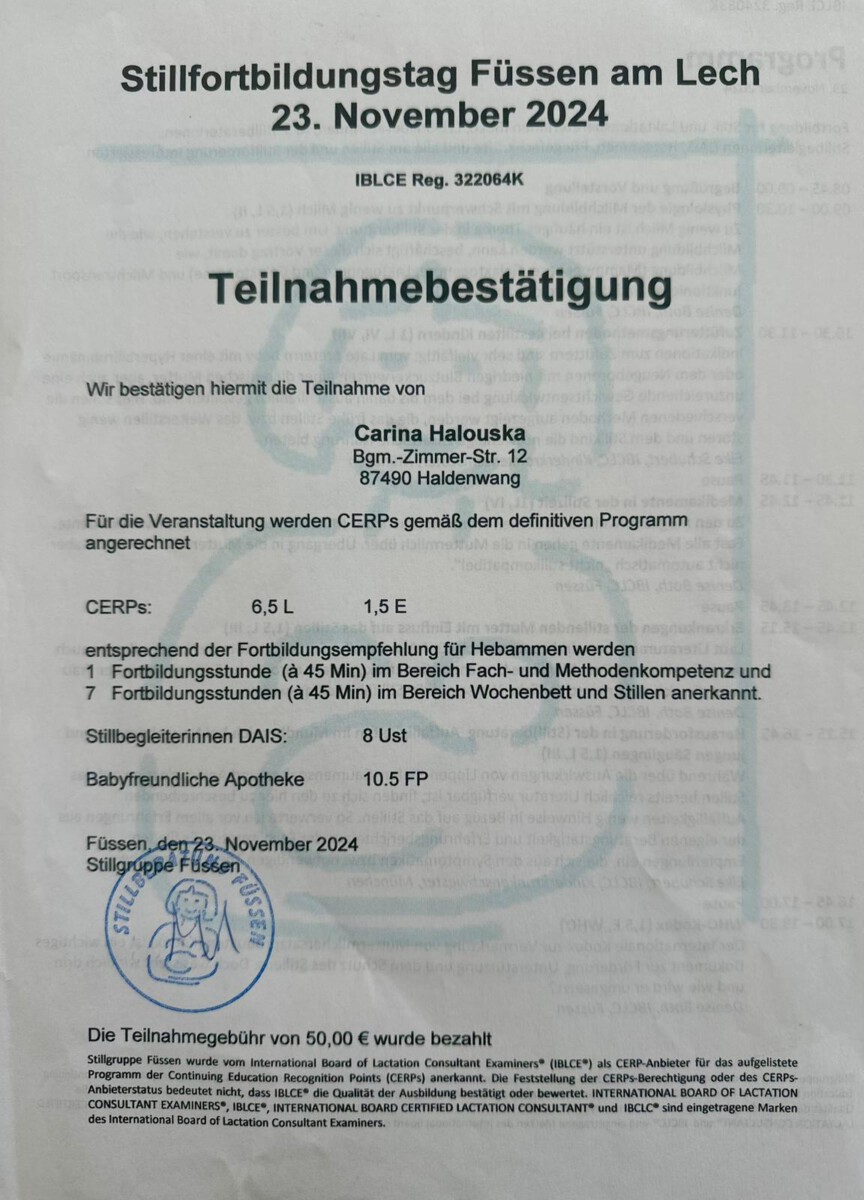 Stillfortbildungstag Füssen am Lech
23. November 2024
IBLCE Reg. 322064K
Teilnahmebestätigung
Wir bestätigen hiermit die Teilnahme von
Carina Halouska
Bgm.-Zimmer-Str. 12
87490 Haldenwang
Für die Veranstaltung werden CERPs gemäß dem definitiven Programm
angerechnet
CERPs: 6,5 L 1,5 E
entsprechend der Fortbildungsempfehlung für Hebammen werden
1 Fortbildungsstunde (à 45 Min) im Bereich Fach- und Methodenkompetenz und
7 Fortbildungsstunden (à 45 Min) im Bereich Wochenbett und Stillen anerkannt.
Stillbegleiterinnen DAIS: 8 Ust
Babyfreundliche Apotheke 10.5 FP
Füssen, den 23. November 2024
Stillgruppe Füssen
STILLBERATUNG FÜSSEN
Die Teilnahmegebühr von 50,00 € wurde bezahlt
Stillgruppe Füssen wurde vom International Board of Lactation Consultant Examiners® (IBLCE®) als CERP-Anbieter für das aufgelistete
Programm der Continuing Education Recognition Points (CERPs) anerkannt. Die Feststellung der CERPs-Berechtigung oder des CERPs-
Anbieterstatus bedeutet nicht, dass IBLCE® die Qualität der Ausbildung bestätigt oder bewertet. INTERNATIONAL BOARD OF LACTATION
CONSULTANT EXAMINERS®, IBLCE®, INTERNATIONAL BOARD CERTIFIED LACTATION CONSULTANT® und IBCLC® sind eingetragene Marken
des International Board of Lactation Consultant Examiners.